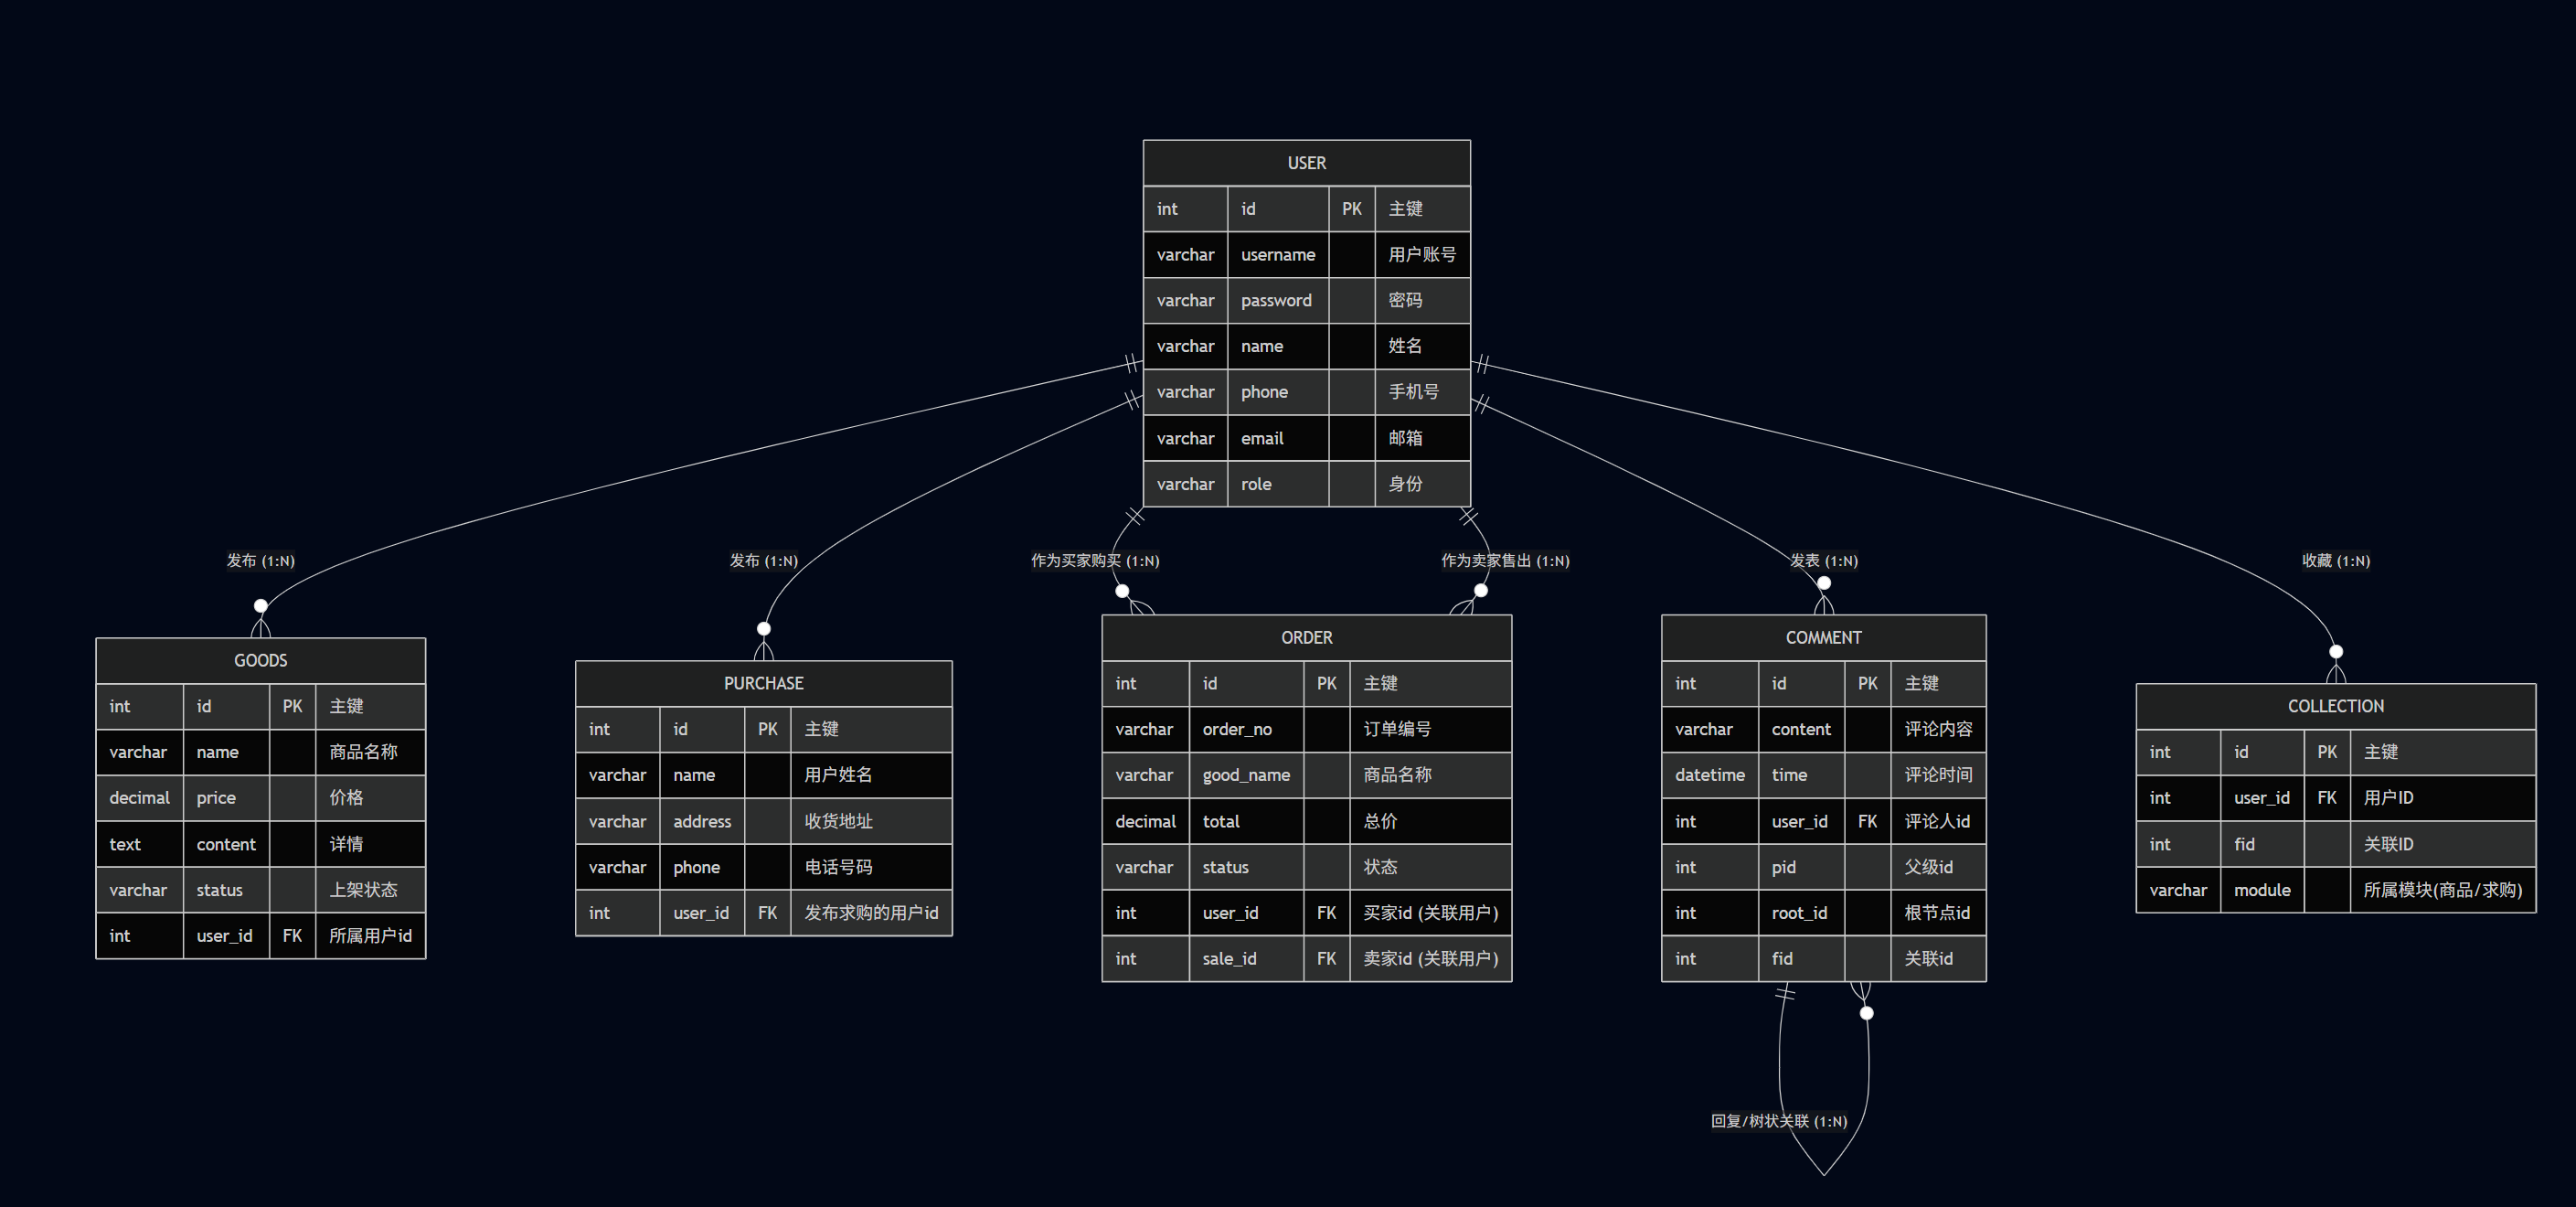 USER
int id PK 主键
varchar username 用户账号
varchar password 密码
varchar name 姓名
varchar phone 手机号
varchar email 邮箱
varchar role 身份
发布 (1:N)
发布 (1:N)
作为买家购买 (1:N)
作为卖家售出 (1:N)
发表 (1:N)
收藏 (1:N)
GOODS
int id PK 主键
varchar name 商品名称
decimal price 价格
text content 详情
varchar status 上架状态
int user_id FK 所属用户id
PURCHASE
int id PK 主键
varchar name 用户姓名
varchar address 收货地址
varchar phone 电话号码
int user_id FK 发布求购的用户id
ORDER
int id PK 主键
varchar order_no 订单编号
varchar good_name 商品名称
decimal total 总价
varchar status 状态
int user_id FK 买家id (关联用户)
int sale_id FK 卖家id (关联用户)
COMMENT
int id PK 主键
varchar content 评论内容
datetime time 评论时间
int user_id FK 评论人id
int pid 父级id
int root_id 根节点id
int fid 关联id
COLLECTION
int id PK 主键
int user_id FK 用户ID
int fid 关联ID
varchar module 所属模块(商品/求购)
回复/树状关联 (1:N)